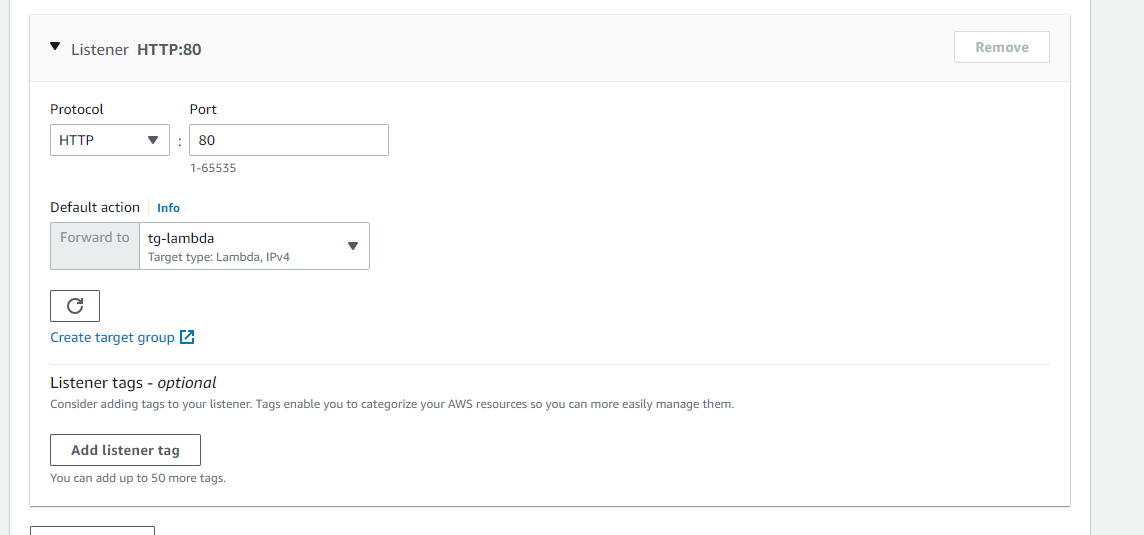 Listener HTTP:80
Remove
Protocol
Port
HTTP
:
80
1-65535
Default action
Info
Forward to
tg-lambda
Target type: Lambda, IPv4
Create target group
Listener tags - optional
Consider adding tags to your listener. Tags enable you to categorize your AWS resources so you can more easily manage them.
Add listener tag
You can add up to 50 more tags.